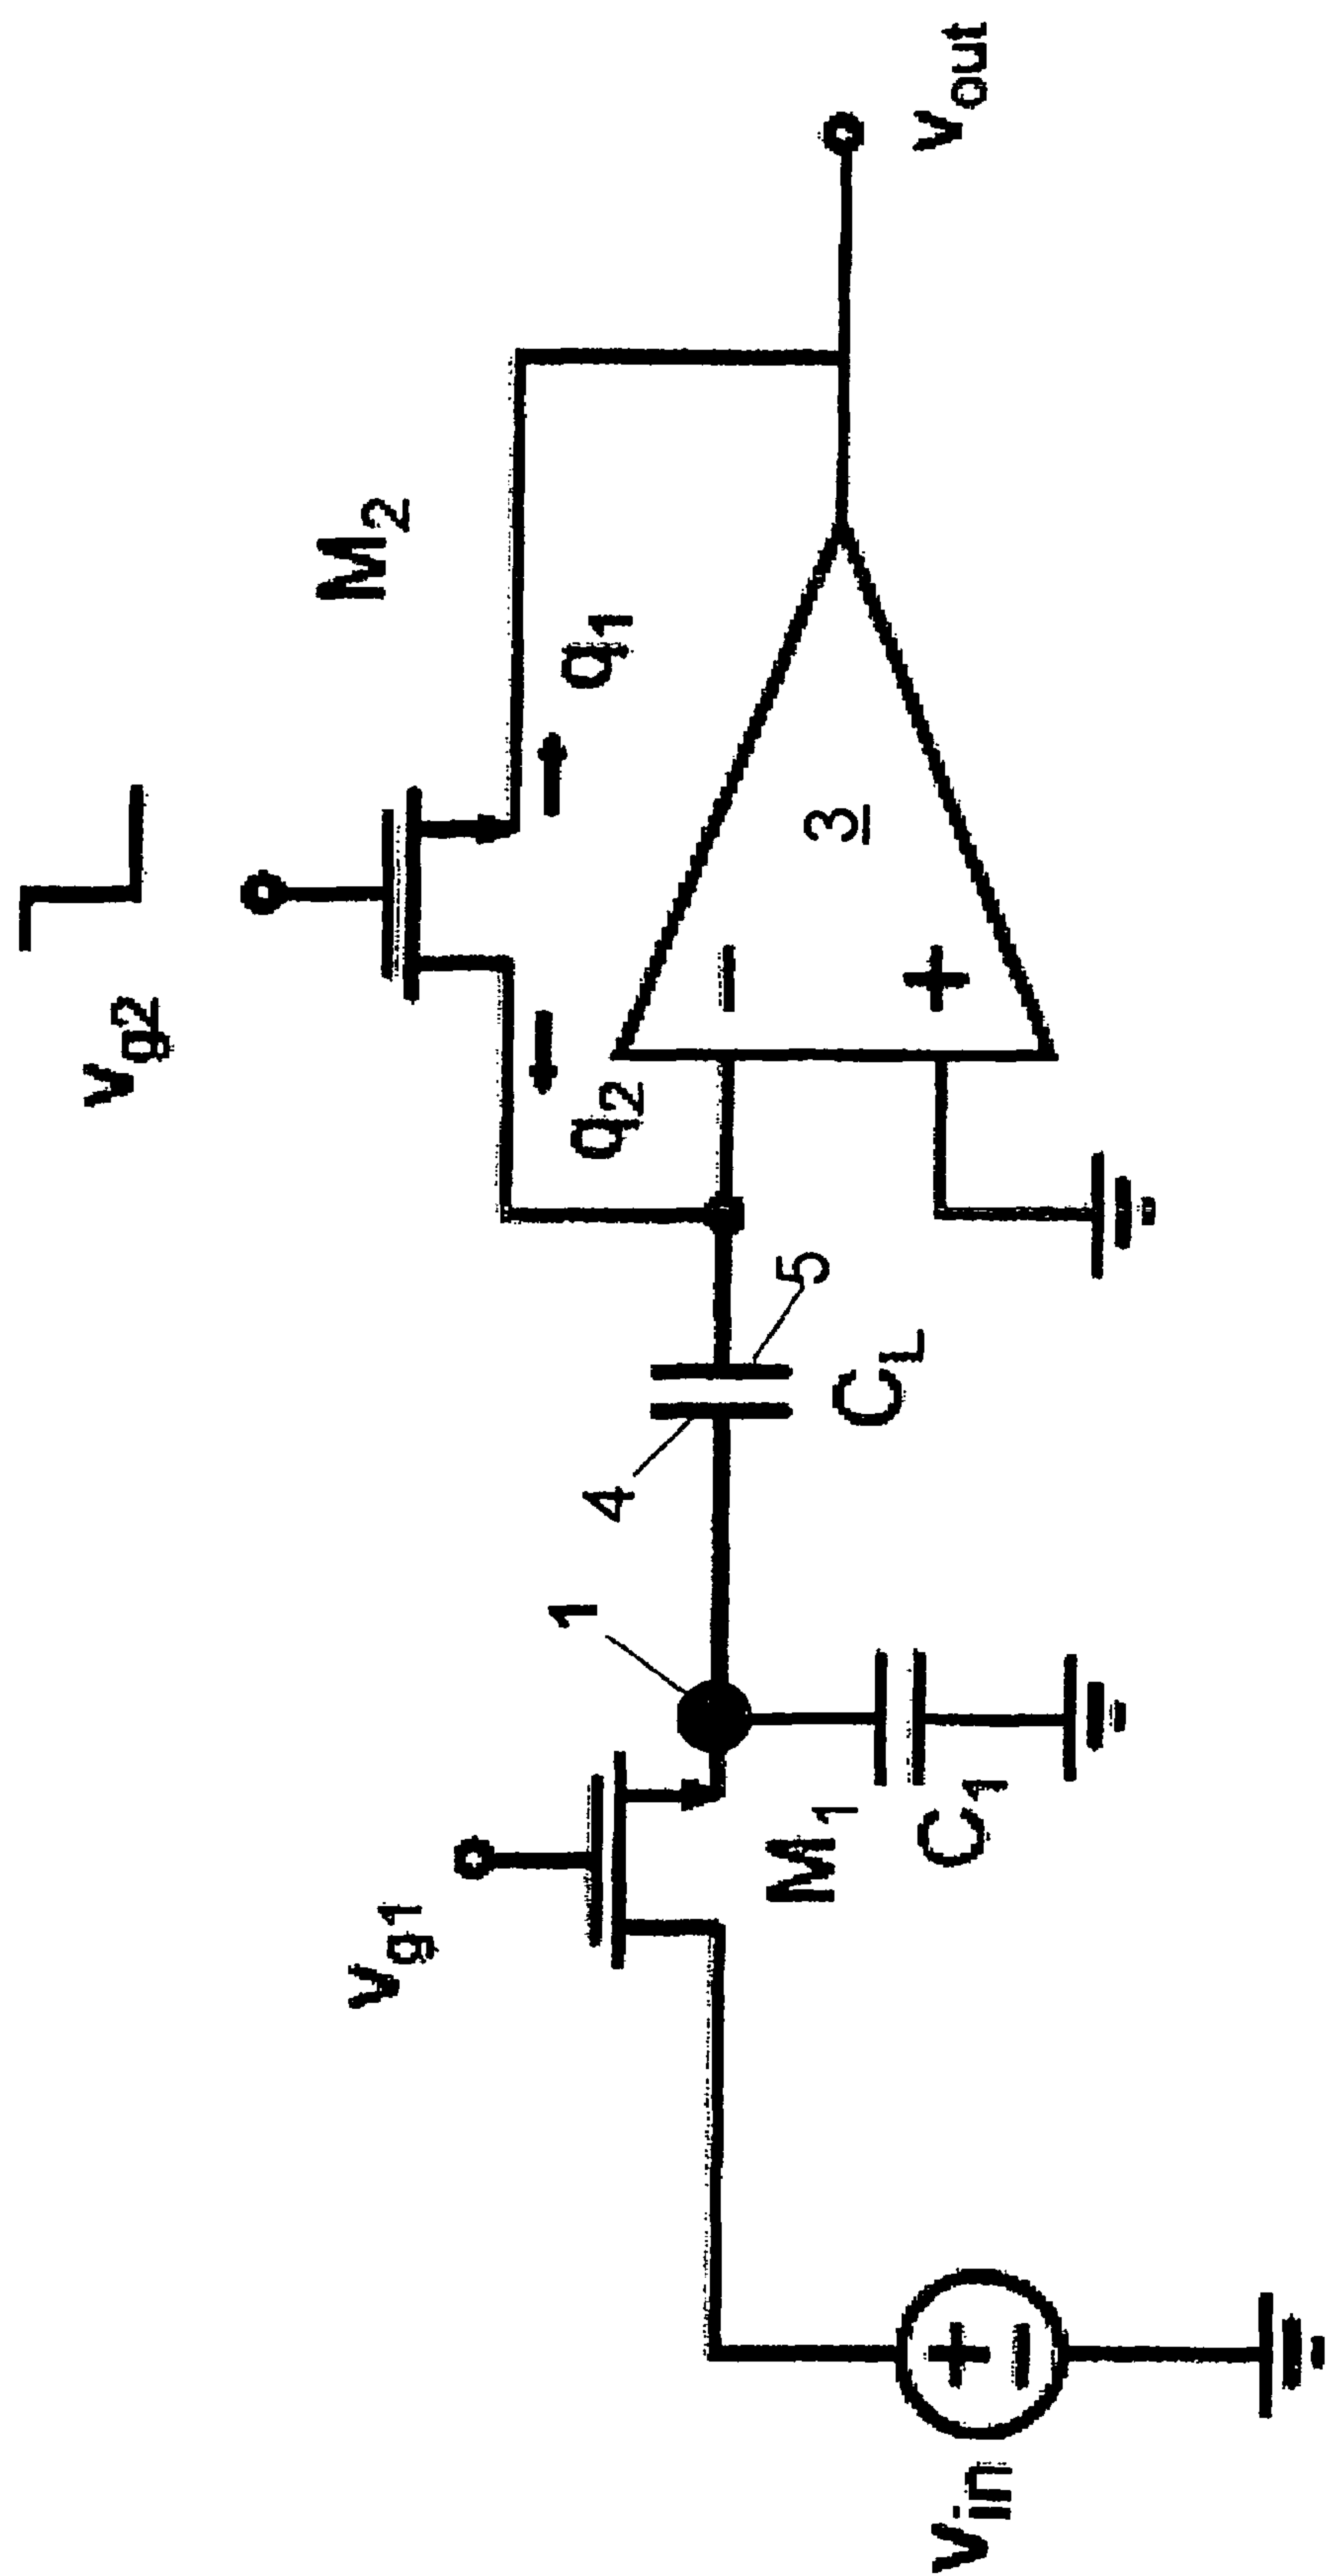 v_g2
M_2
q_2
q_1
v_g1
1
4
5
3
−
+
M_1
C_1
C_L
v_in
+
−
v_out